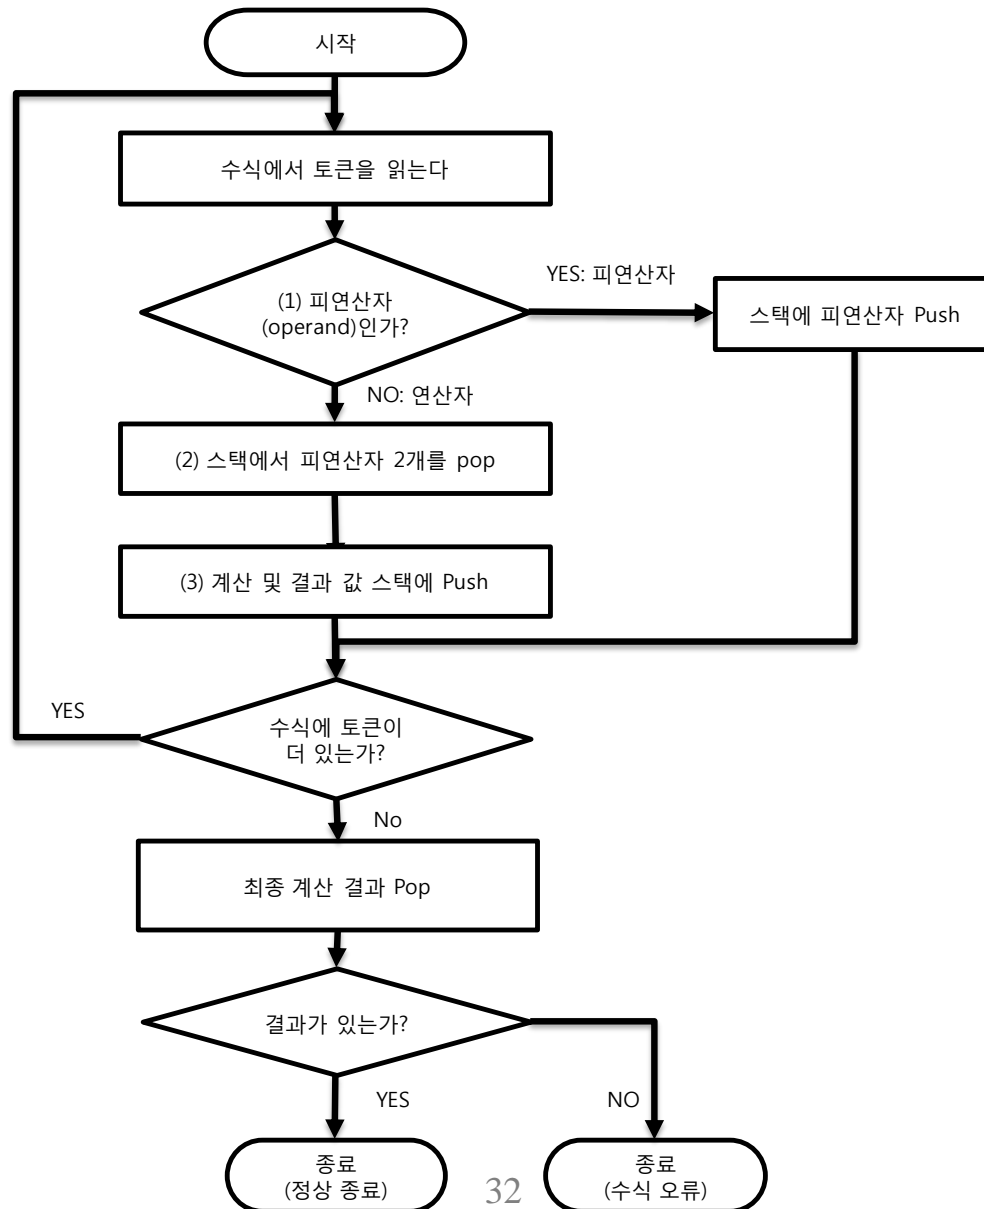 시작
수식에서 토큰을 읽는다
(1) 피연산자
(operand)인가?
YES: 피연산자
스택에 피연산자 Push
NO: 연산자
(2) 스택에서 피연산자 2개를 pop
(3) 계산 및 결과 값 스택에 Push
YES
수식에 토큰이
더 있는가?
No
최종 계산 결과 Pop
결과가 있는가?
YES
NO
종료
(정상 종료)
32
종료
(수식 오류)